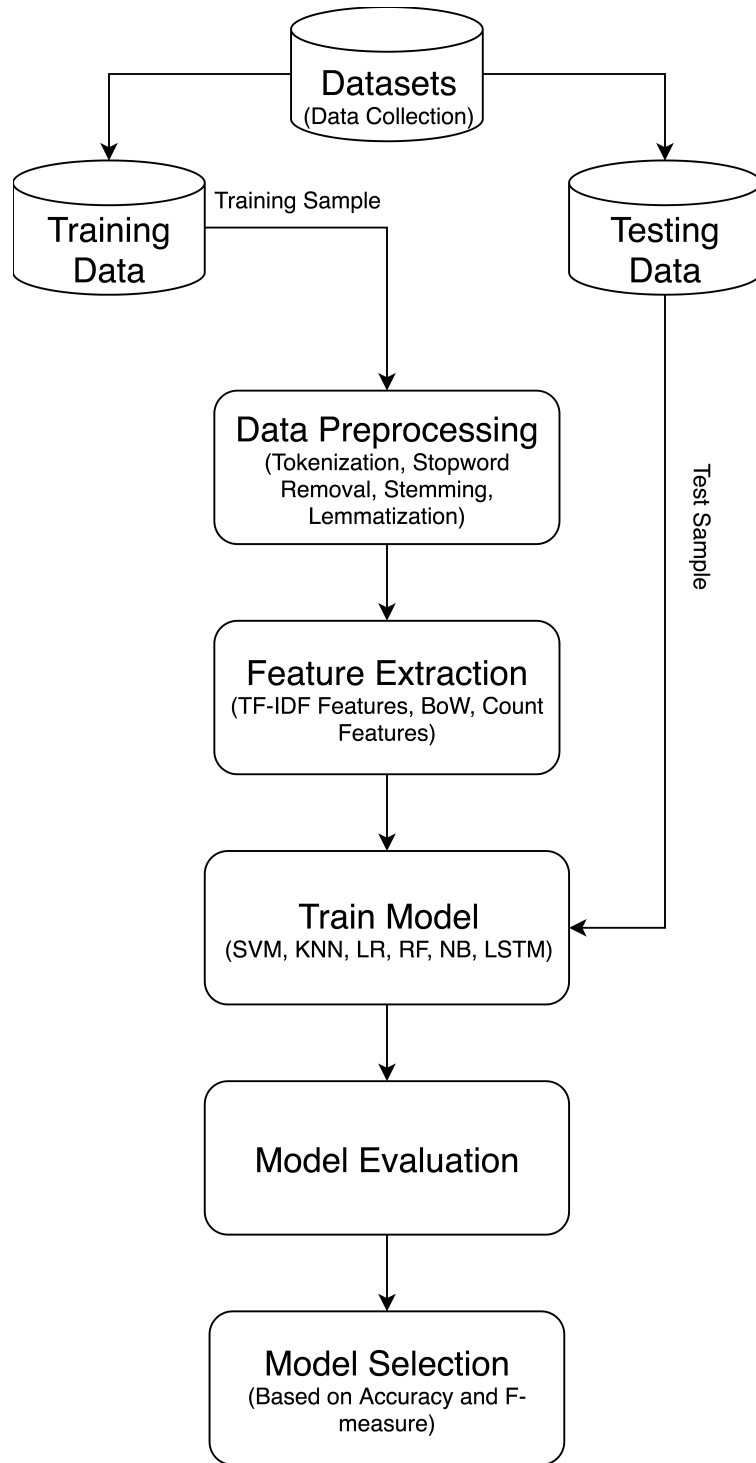 Datasets
(Data Collection)
Training Sample
Training
Data
Testing
Data
Data Preprocessing
(Tokenization, Stopword
Removal, Stemming,
Lemmatization)
Test Sample
Feature Extraction
(TF-IDF Features, BoW, Count
Features)
Train Model
(SVM, KNN, LR, RF, NB, LSTM)
Model Evaluation
Model Selection
(Based on Accuracy and F-
measure)